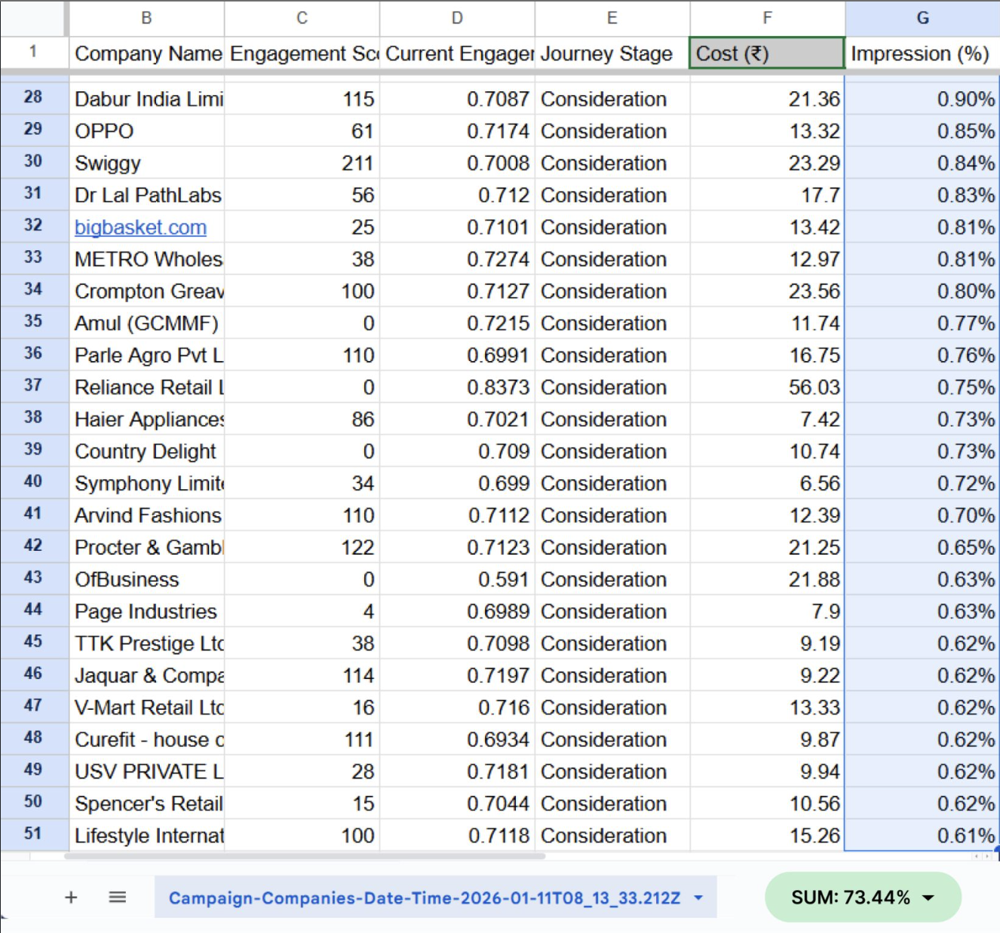 B C D E F G
1 Company Name Engagement Sco Current Engager Journey Stage Cost (₹) Impression (%)
28 Dabur India Limi 115 0.7087 Consideration 21.36 0.90%
29 OPPO 61 0.7174 Consideration 13.32 0.85%
30 Swiggy 211 0.7008 Consideration 23.29 0.84%
31 Dr Lal PathLabs 56 0.712 Consideration 17.7 0.83%
32 bigbasket.com 25 0.7101 Consideration 13.42 0.81%
33 METRO Wholes 38 0.7274 Consideration 12.97 0.81%
34 Crompton Greav 100 0.7127 Consideration 23.56 0.80%
35 Amul (GCMMF) 0 0.7215 Consideration 11.74 0.77%
36 Parle Agro Pvt L 110 0.6991 Consideration 16.75 0.76%
37 Reliance Retail L 0 0.8373 Consideration 56.03 0.75%
38 Haier Appliances 86 0.7021 Consideration 7.42 0.73%
39 Country Delight 0 0.709 Consideration 10.74 0.73%
40 Symphony Limite 34 0.699 Consideration 6.56 0.72%
41 Arvind Fashions 110 0.7112 Consideration 12.39 0.70%
42 Procter & Gambl 122 0.7123 Consideration 21.25 0.65%
43 OfBusiness 0 0.591 Consideration 21.88 0.63%
44 Page Industries 4 0.6989 Consideration 7.9 0.63%
45 TTK Prestige Ltd 38 0.7098 Consideration 9.19 0.62%
46 Jaquar & Compa 114 0.7197 Consideration 9.22 0.62%
47 V-Mart Retail Ltd 16 0.716 Consideration 13.33 0.62%
48 Curefit - house o 111 0.6934 Consideration 9.87 0.62%
49 USV PRIVATE L 28 0.7181 Consideration 9.94 0.62%
50 Spencer's Retail 15 0.7044 Consideration 10.56 0.62%
51 Lifestyle Internat 100 0.7118 Consideration 15.26 0.61%
Campaign-Companies-Date-Time-2026-01-11T08_13_33.212Z SUM: 73.44%